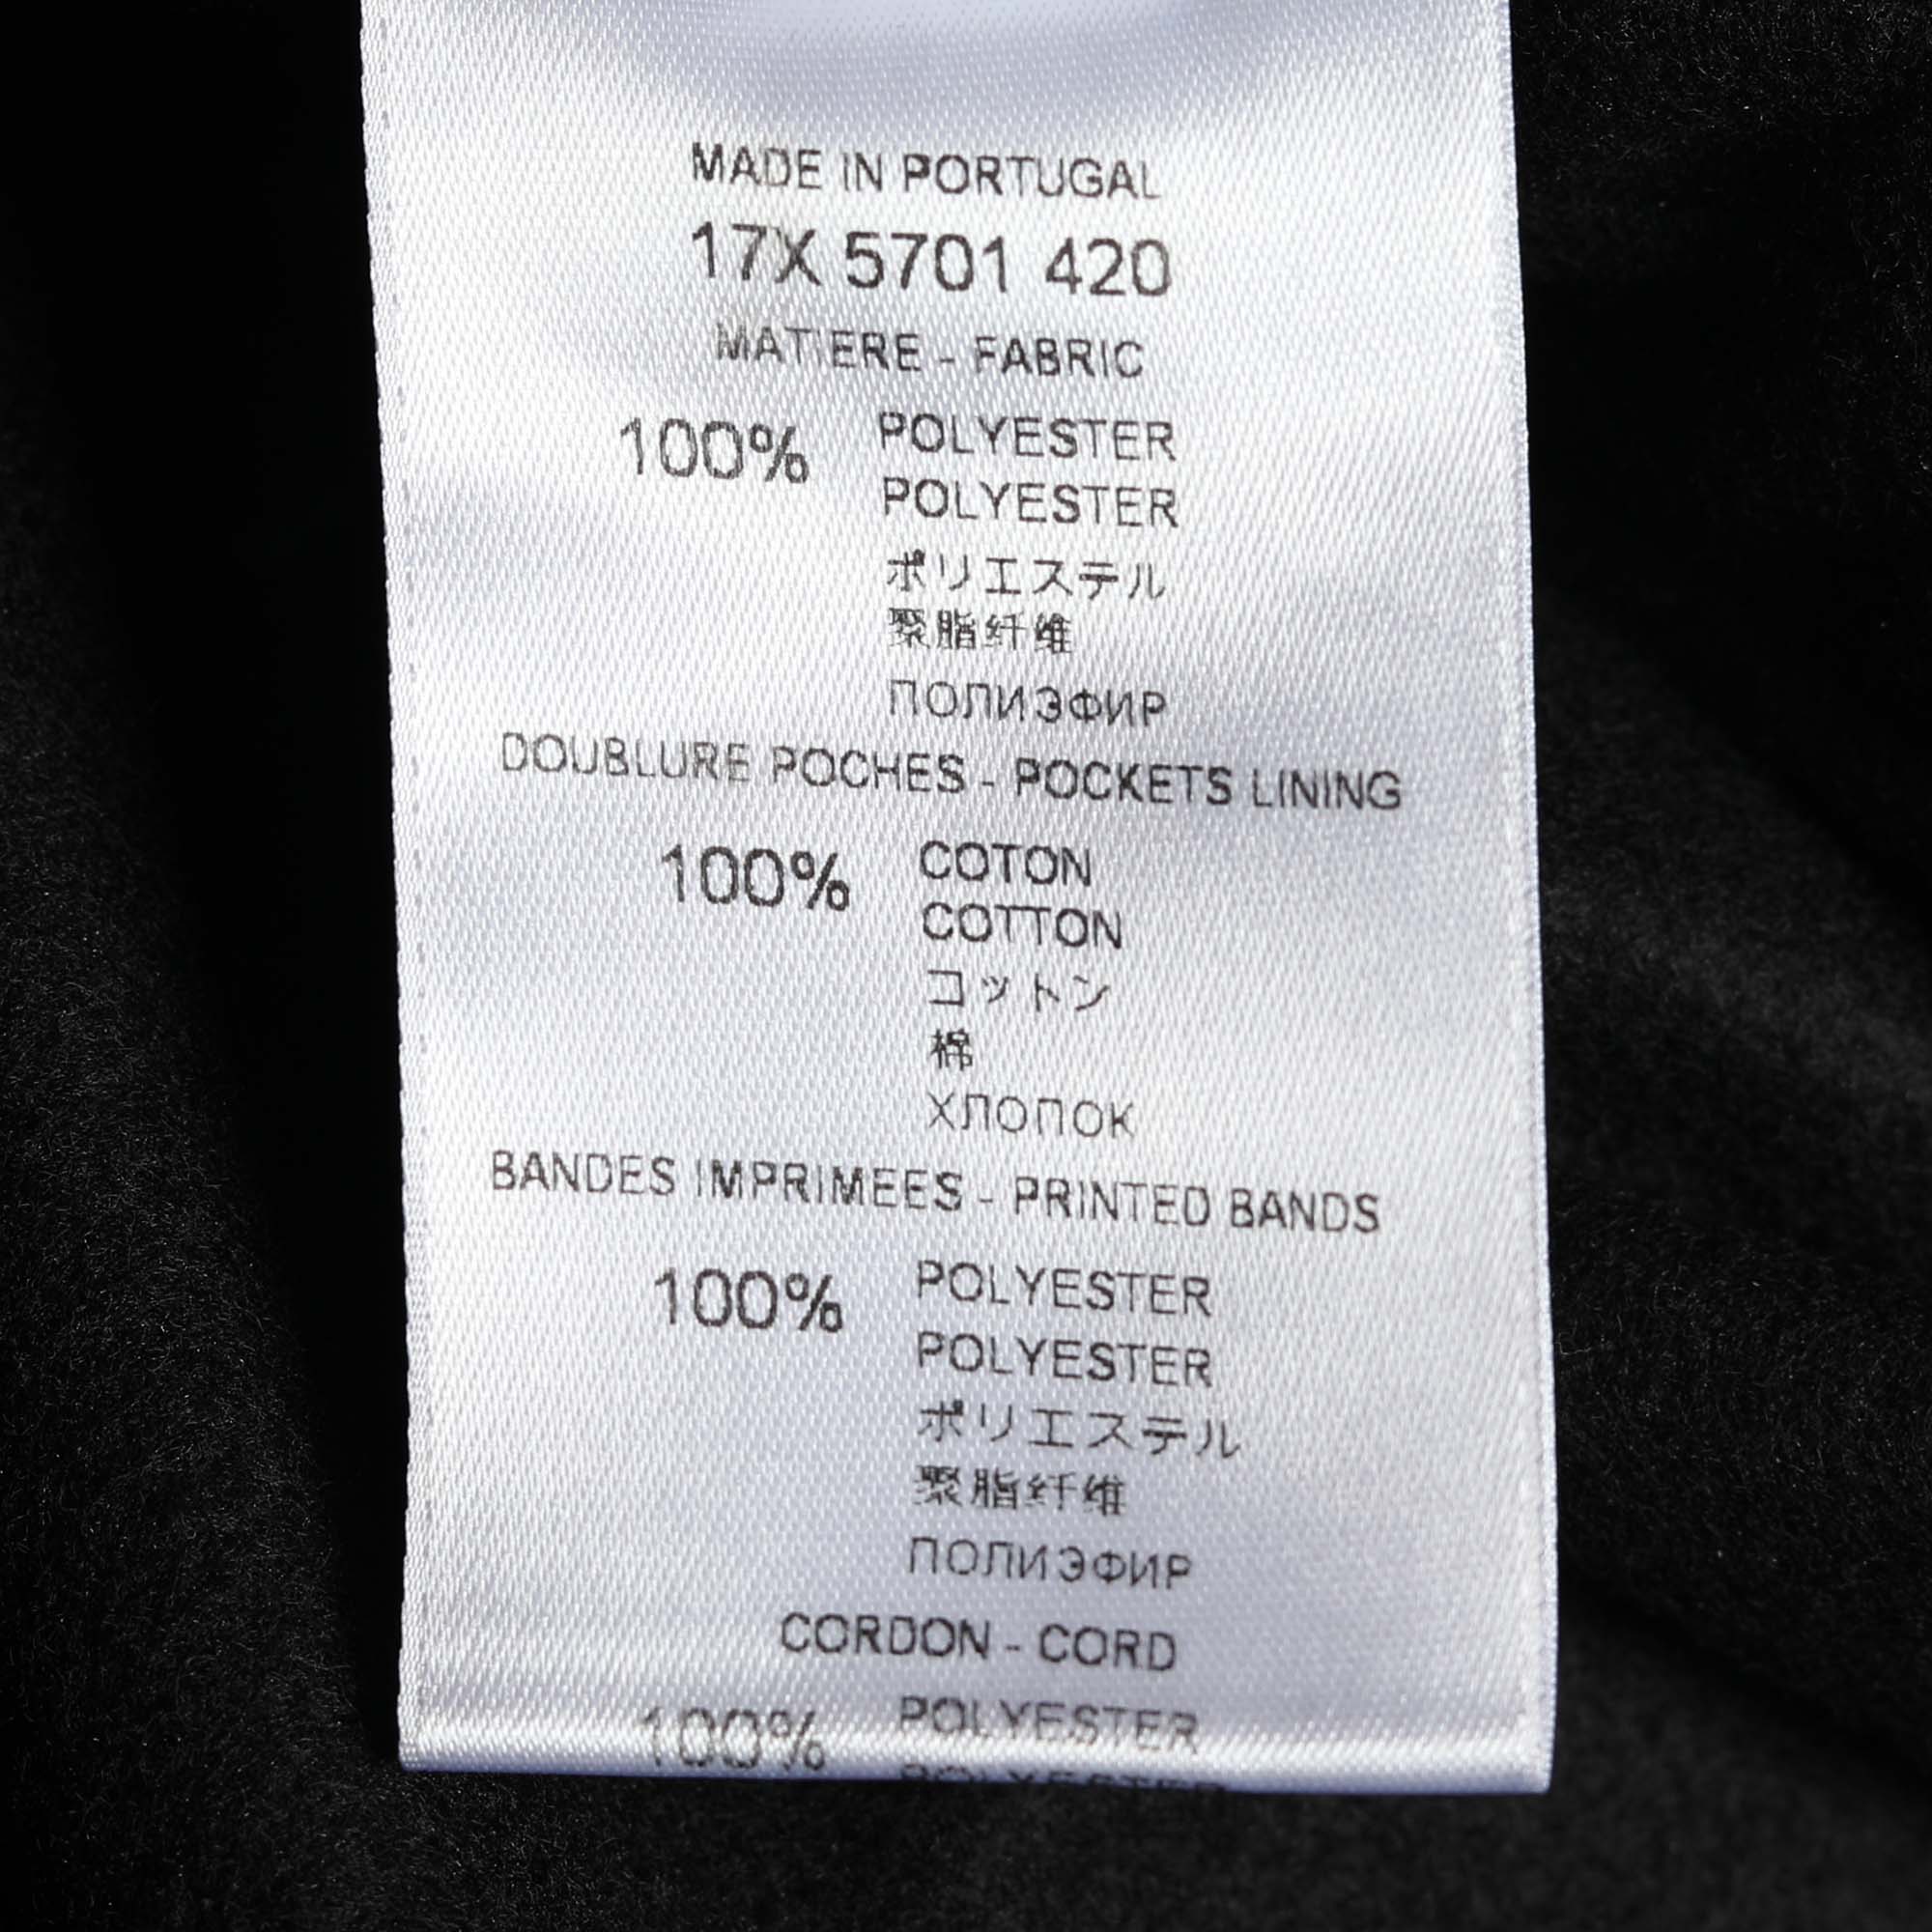 MADE IN PORTUGAL
17X 5701 420
MATIERE - FABRIC
100% POLYESTER
POLYESTER
ポリエステル
聚脂纤维
ПОЛИЭФИР
DOUBLURE POCHES - POCKETS LINING
100% COTON
COTTON
コットン
棉
ХЛОПОК
BANDES IMPRIMEES - PRINTED BANDS
100% POLYESTER
POLYESTER
ポリエステル
聚脂纤维
ПОЛИЭФИР
CORDON - CORD
100% POLYESTER
POLYESTER